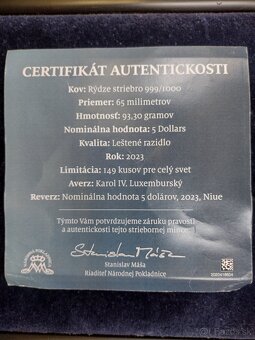 CERTIFIKÁT AUTENTICKOSTI
Kov: Rýdze striebro 999/1000
Priemer: 65 milimetrov
Hmotnosť: 93,30 gramov
Nominálna hodnota: 5 Dollars
Kvalita: Leštené razidlo
Rok: 2023
Limitácia: 149 kusov pre celý svet
Averz: Karol IV. Luxemburský
Reverz: Nominálna hodnota 5 dolárov, 2023, Niue
Týmto Vám potvrdzujeme záruku pravosti
a autentickosti tejto striebornej mince.
Stanislav Máša
Stanislav Máša
Riaditeľ Národnej Pokladnice